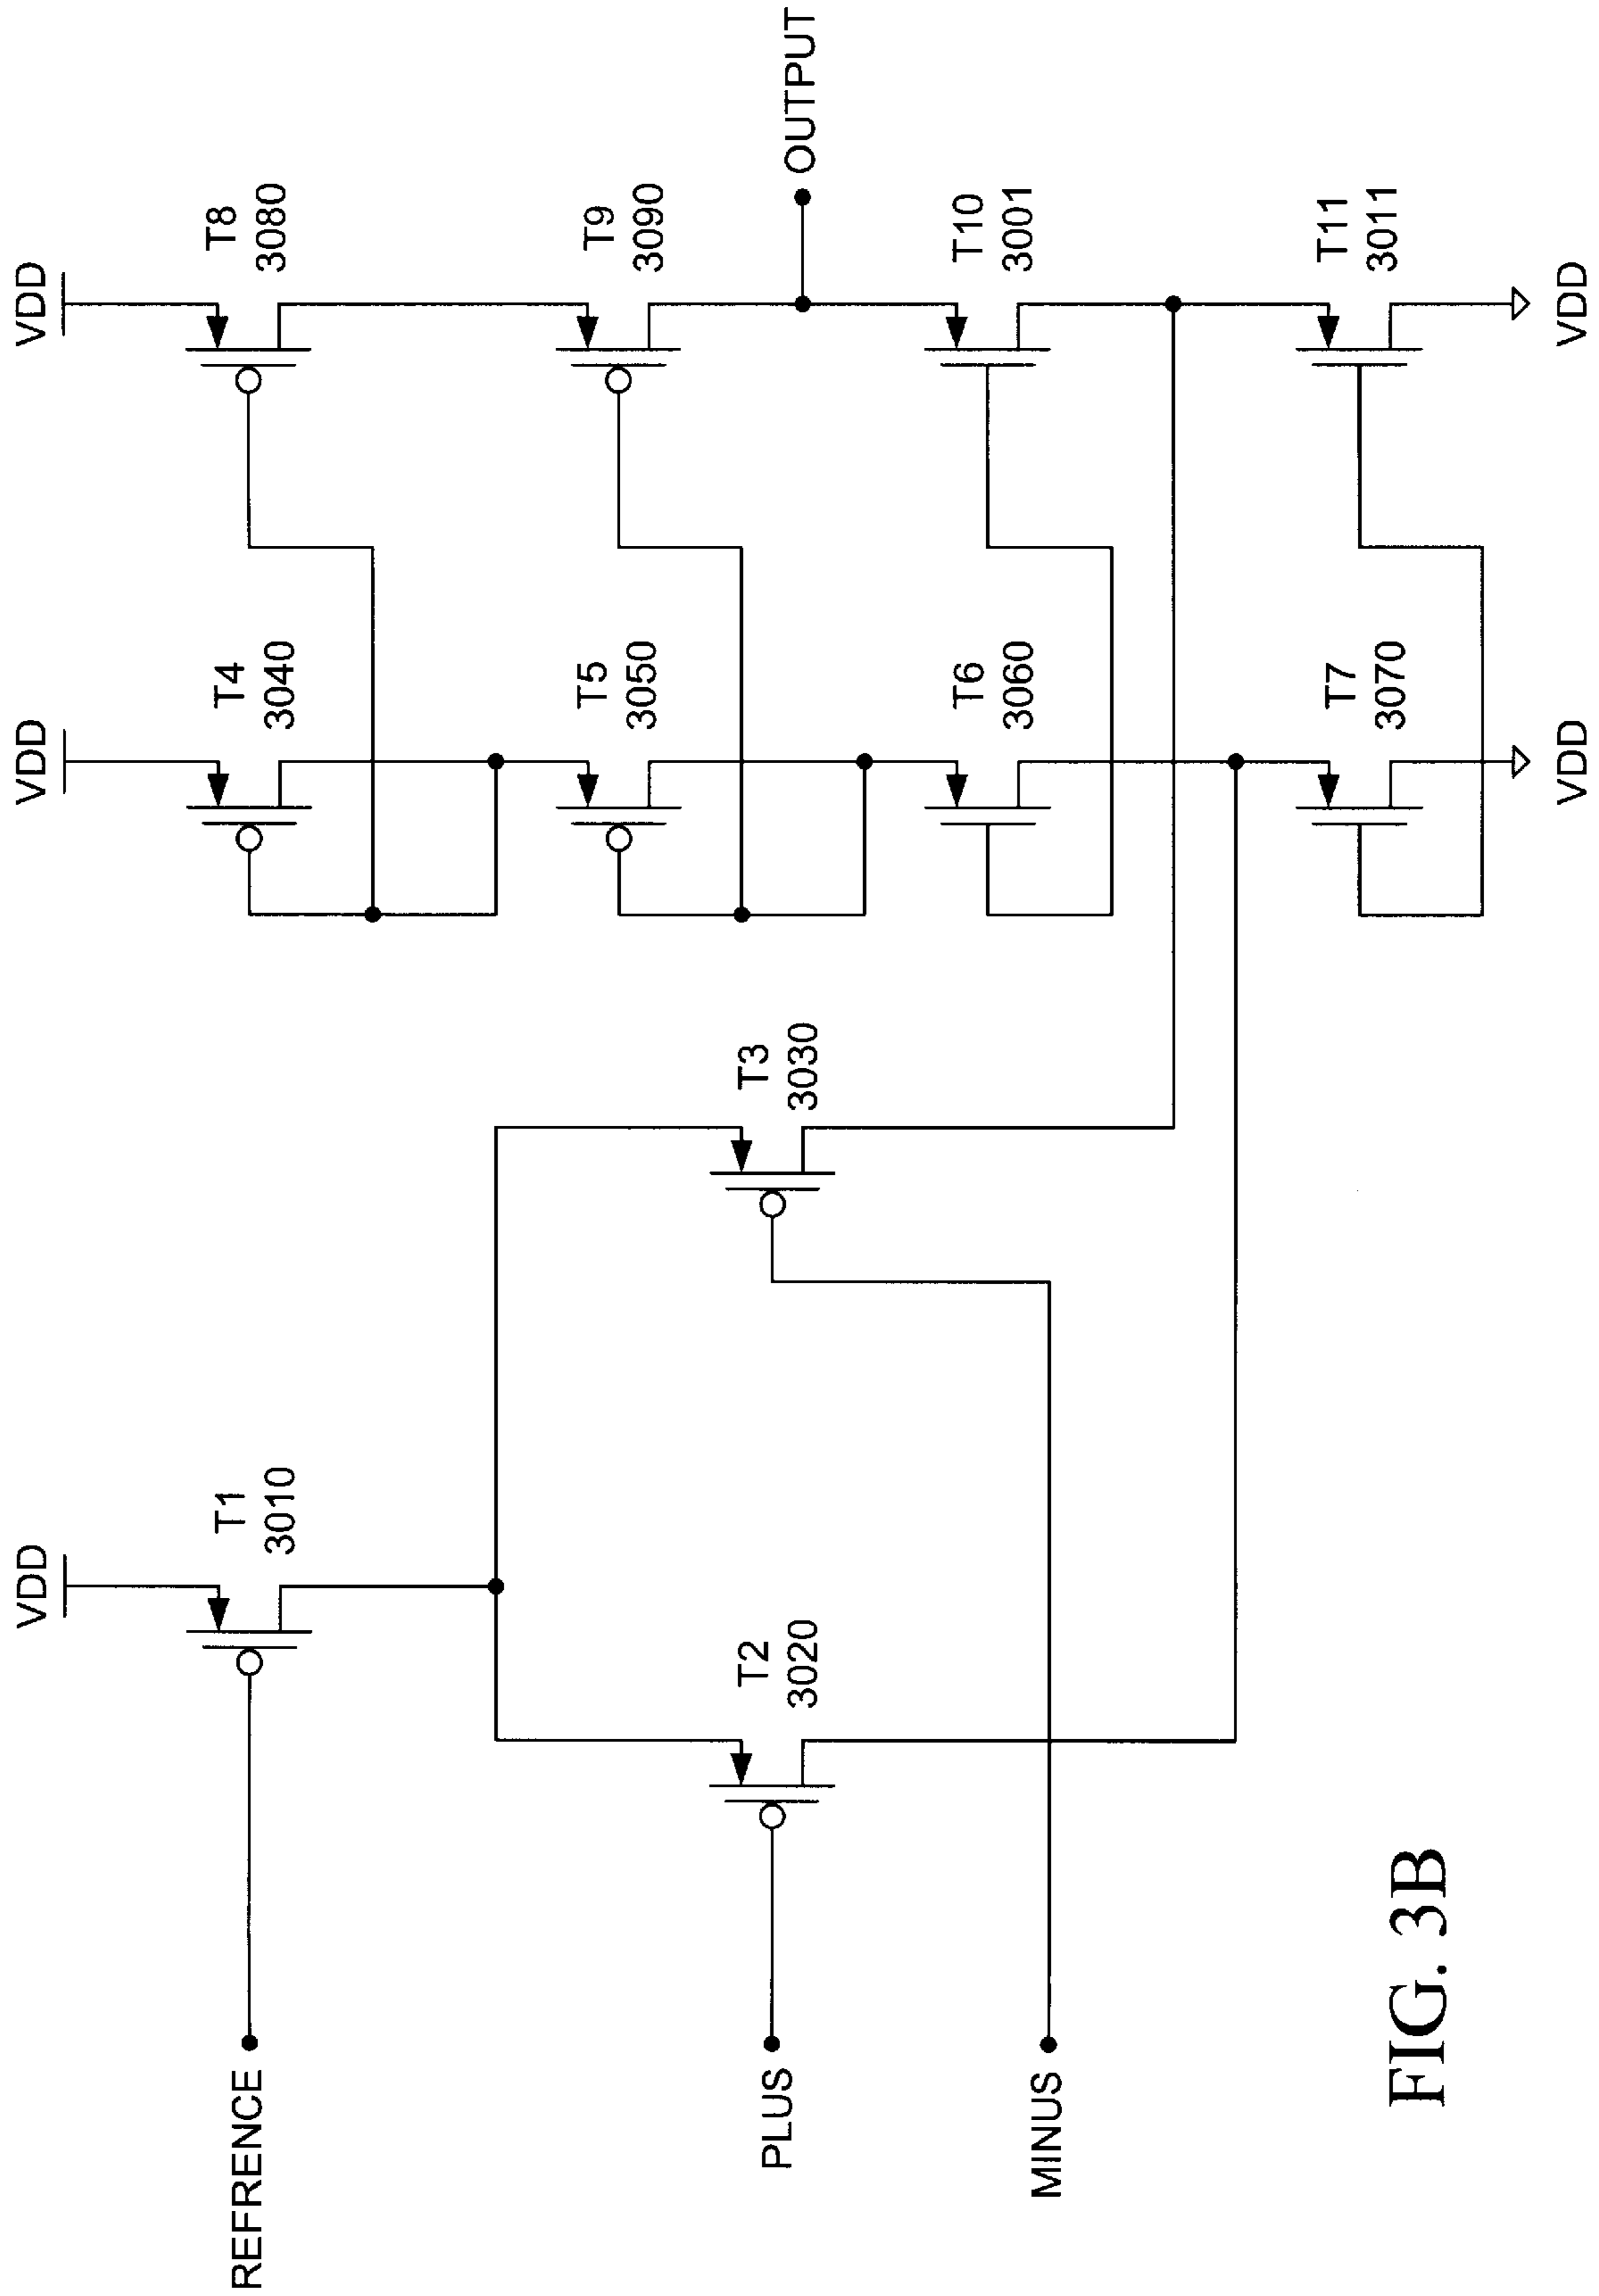 VDD
VDD
VDD
T1
3010
T4
3040
T8
3080
REFRENCE
T2
3020
T3
3030
T5
3050
T9
3090
PLUS
OUTPUT
MINUS
T6
3060
T10
3001
T7
3070
T11
3011
VDD
VDD
FIG. 3B